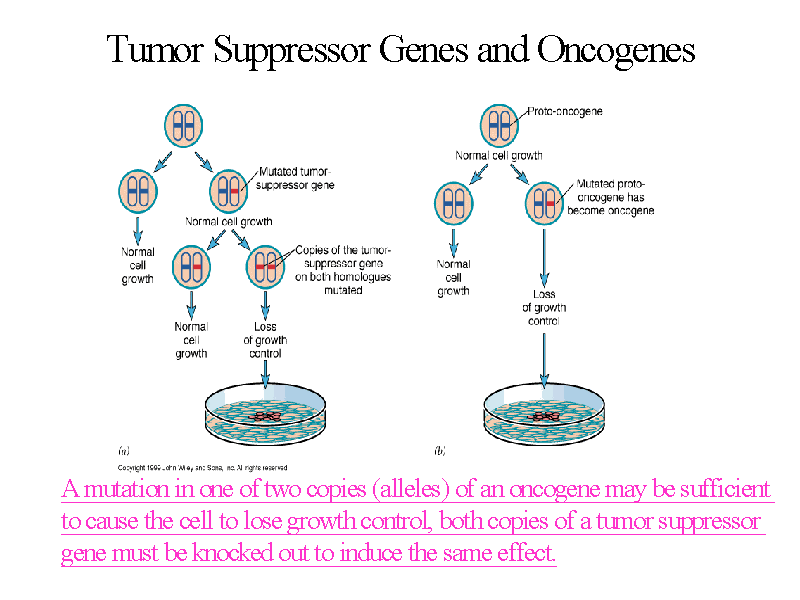 Tumor Suppressor Genes and Oncogenes
Mutated tumor-
suppressor gene
Normal cell growth
Normal
cell
growth
Copies of the tumor-
suppressor gene
on both homologues
mutated
Normal
cell
growth
Loss
of growth
control
(a)
Copyright 1999 John Wiley and Sons, Inc. All rights reserved
Proto-oncogene
Normal cell growth
Mutated proto-
oncogene has
become oncogene
Normal
cell
growth
Loss
of growth
control
(b)
A mutation in one of two copies (alleles) of an oncogene may be sufficient
to cause the cell to lose growth control, both copies of a tumor suppressor
gene must be knocked out to induce the same effect.